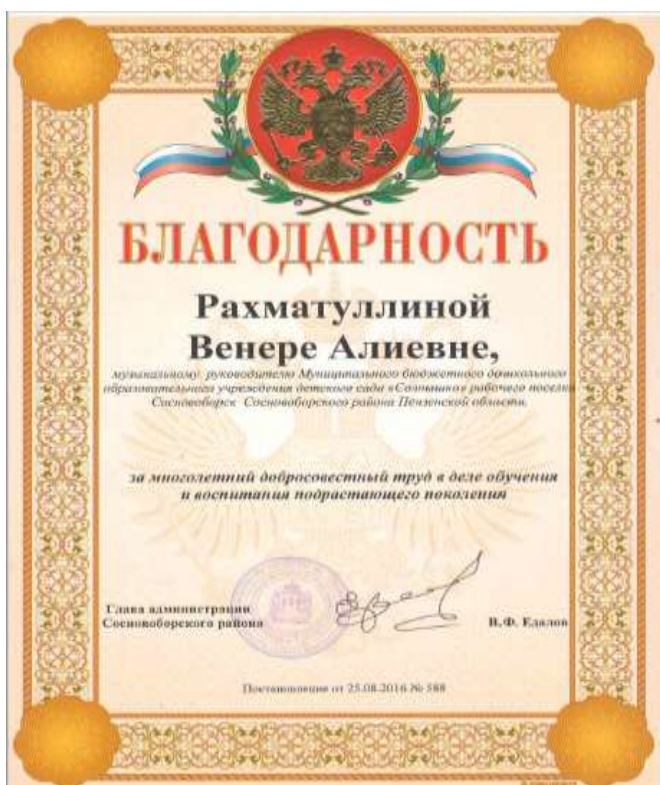 БЛАГОДАРНОСТЬ
Рахматуллиной
Венере Алиевне,
музыкальному руководителю Муниципального бюджетного дошкольного
образовательного учреждения детского сада «Солнышко» рабочего поселка
Сосновоборск Сосновоборского района Пензенской области,
за многолетний добросовестный труд в деле обучения
и воспитания подрастающего поколения
Глава администрации
Сосновоборского района
В.Ф. Едалов
Постановление от 25.08.2016 № 588